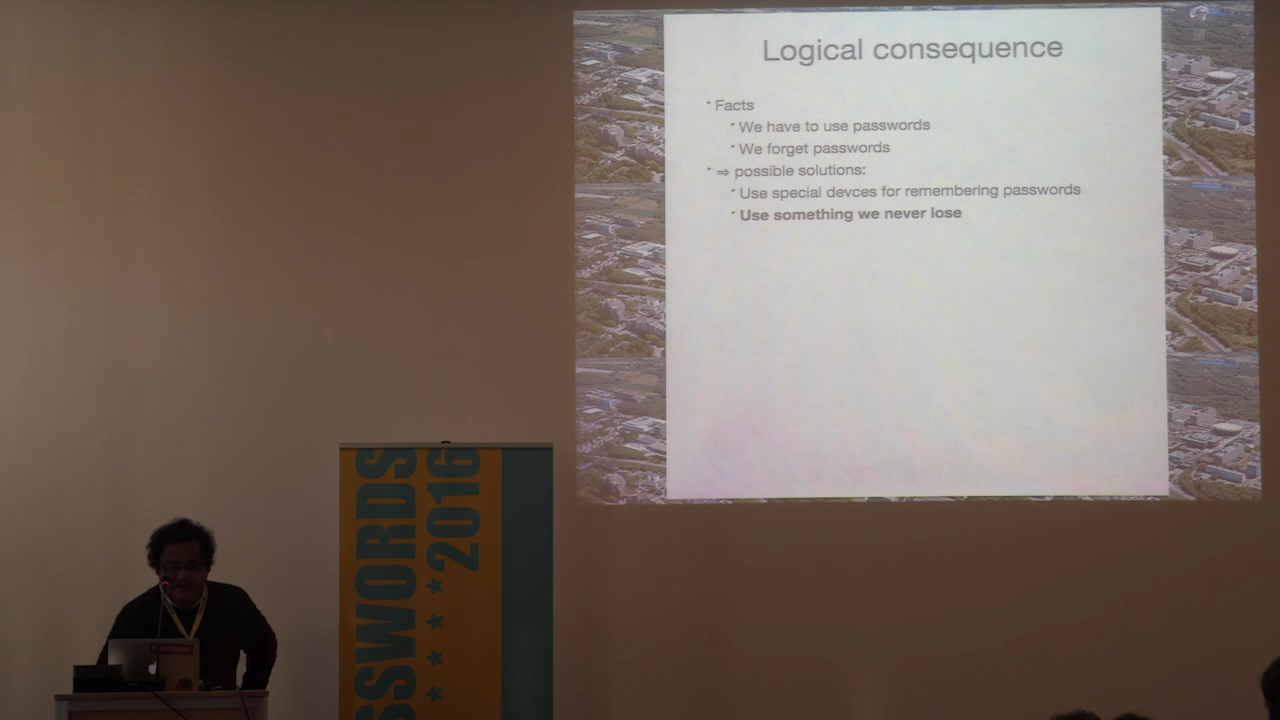 Logical consequence
• Facts
• We have to use passwords
• We forget passwords
• ⇒ possible solutions:
• Use special devces for remembering passwords
• Use something we never lose
SSWORDS
* * * * 2016